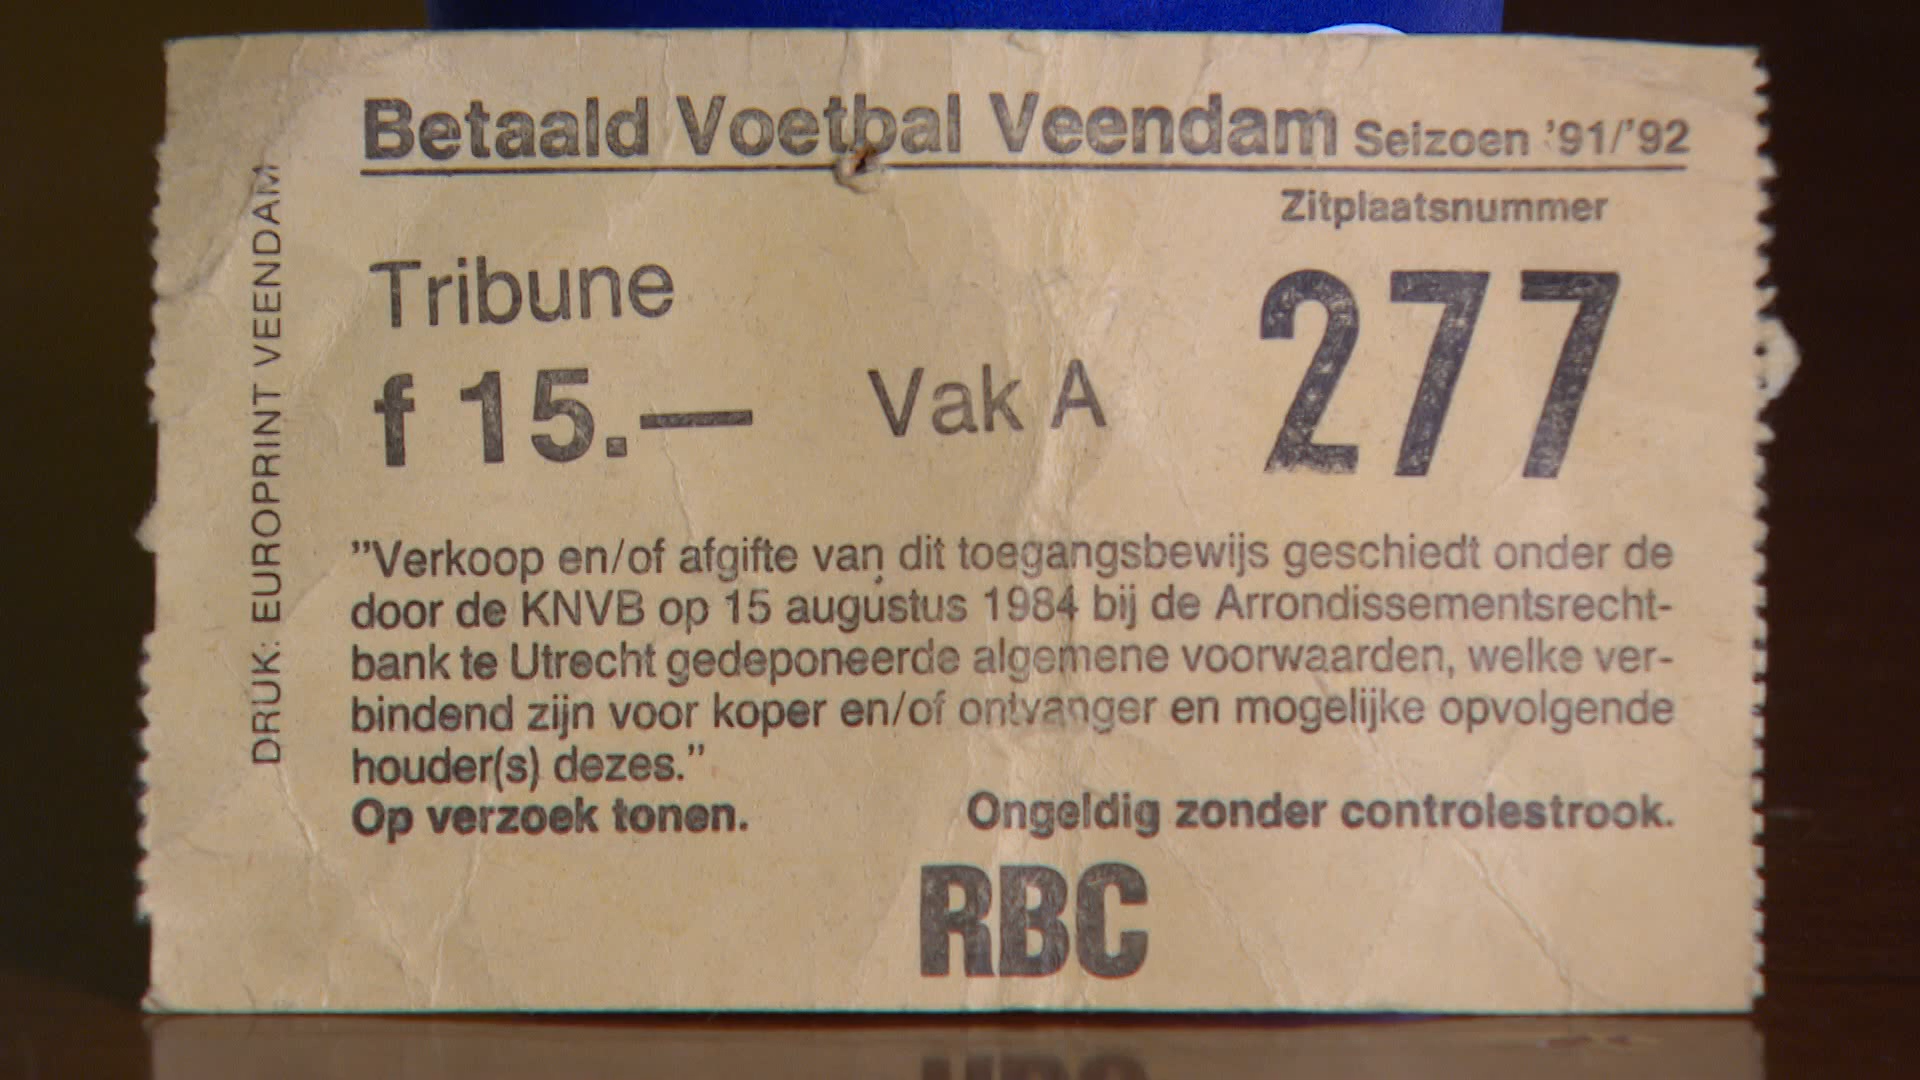 Betaald Voetbal Veendam Seizoen '91/'92
Zitplaatsnummer
Tribune
277
f 15.—
Vak A
"Verkoop en/of afgifte van dit toegangsbewijs geschiedt onder de
door de KNVB op 15 augustus 1984 bij de Arrondissementsrecht-
bank te Utrecht gedeponeerde algemene voorwaarden, welke ver-
bindend zijn voor koper en/of ontvanger en mogelijke opvolgende
houder(s) dezes."
Op verzoek tonen.
Ongeldig zonder controlestrook.
RBC
DRUK: EUROPRINT VEENDAM